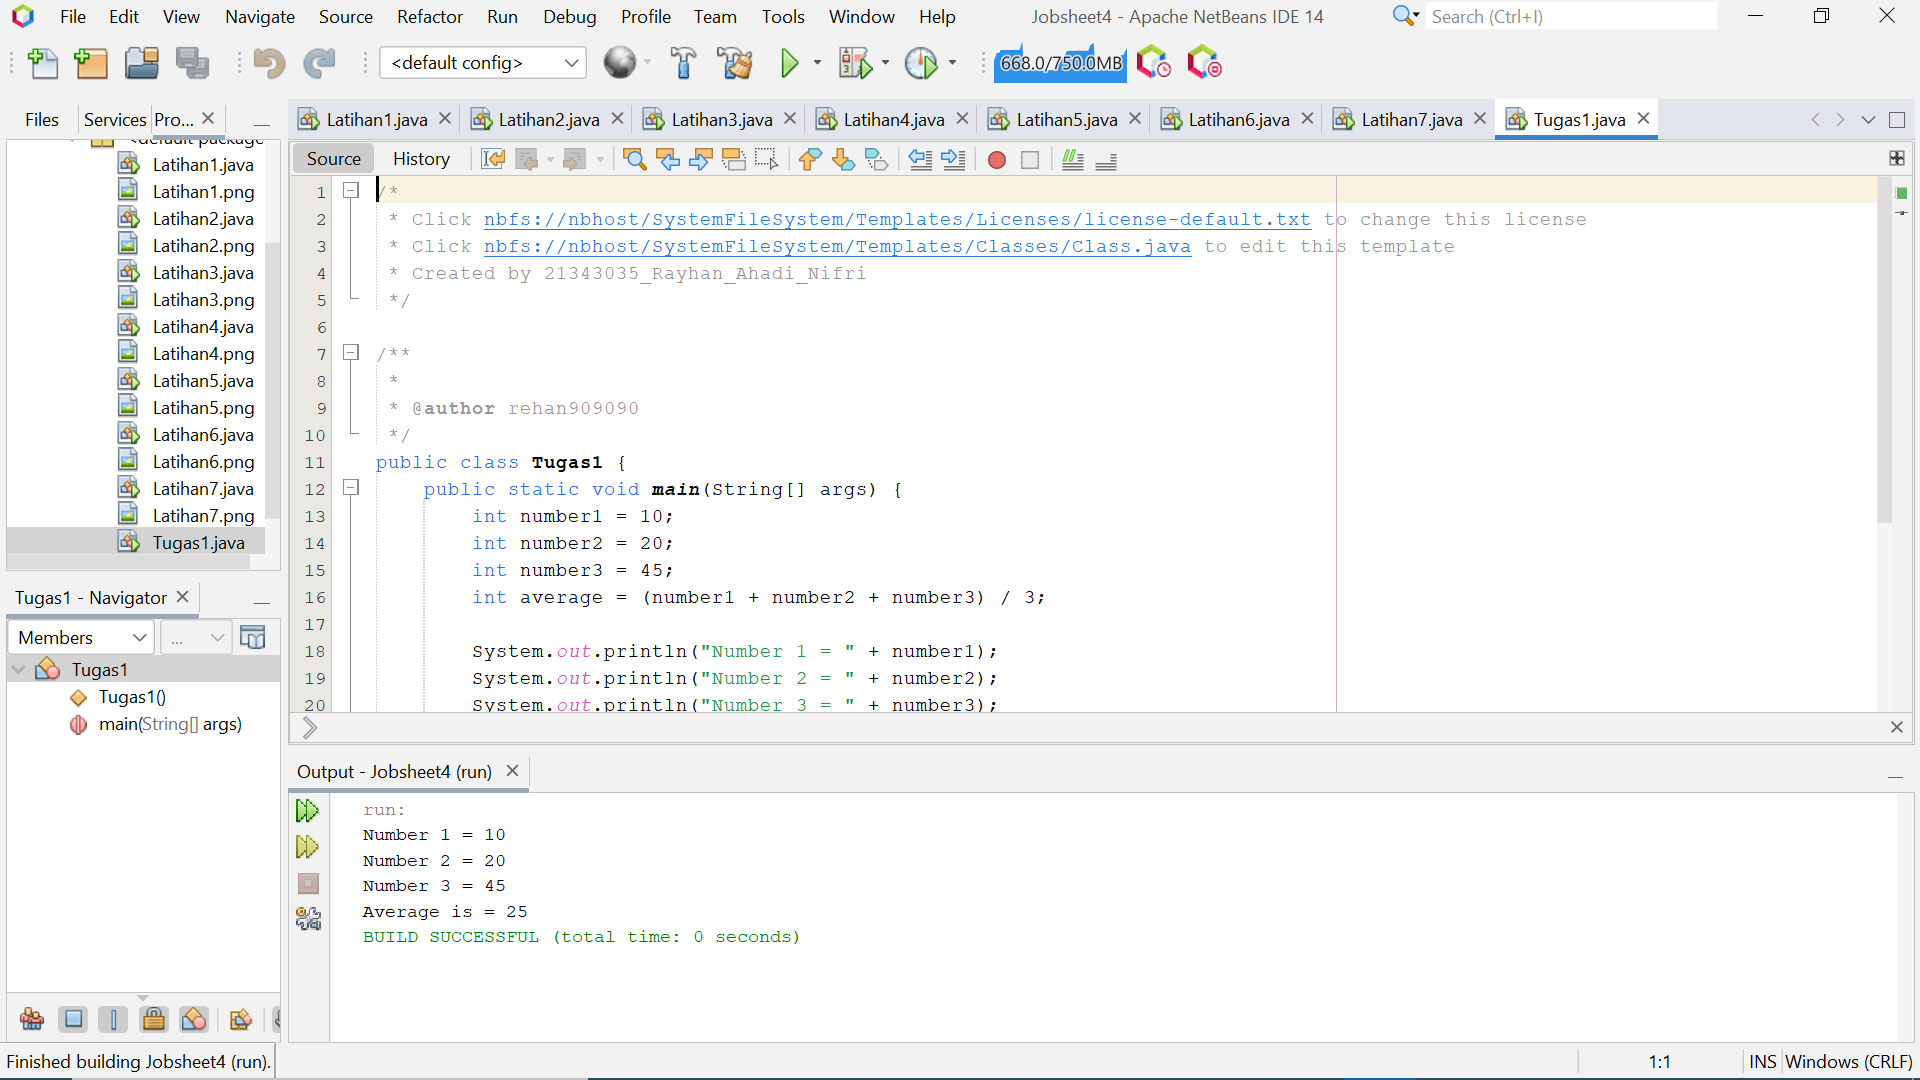 File Edit View Navigate Source Refactor Run Debug Profile Team Tools Window Help
Jobsheet4 - Apache NetBeans IDE 14
Search (Ctrl+I)
<default config>
668.0/750.0MB
Files Services Pro...
Latihan1.java Latihan2.java Latihan3.java Latihan4.java Latihan5.java Latihan6.java Latihan7.java Tugas1.java
<default package>
Latihan1.java
Latihan1.png
Latihan2.java
Latihan2.png
Latihan3.java
Latihan3.png
Latihan4.java
Latihan4.png
Latihan5.java
Latihan5.png
Latihan6.java
Latihan6.png
Latihan7.java
Latihan7.png
Tugas1.java
Tugas1 - Navigator
Members ...
Tugas1
Tugas1()
main(String[] args)
Source History
1 /*
2 * Click nbfs://nbhost/SystemFileSystem/Templates/Licenses/license-default.txt to change this license
3 * Click nbfs://nbhost/SystemFileSystem/Templates/Classes/Class.java to edit this template
4 * Created by 21343035_Rayhan_Ahadi_Nifri
5 */
6
7 /**
8 *
9 * @author rehan909090
10 */
11 public class Tugas1 {
12 public static void main(String[] args) {
13 int number1 = 10;
14 int number2 = 20;
15 int number3 = 45;
16 int average = (number1 + number2 + number3) / 3;
17
18 System.out.println("Number 1 = " + number1);
19 System.out.println("Number 2 = " + number2);
20 System.out.println("Number 3 = " + number3);
Output - Jobsheet4 (run)
run:
Number 1 = 10
Number 2 = 20
Number 3 = 45
Average is = 25
BUILD SUCCESSFUL (total time: 0 seconds)
Finished building Jobsheet4 (run).
1:1 INS Windows (CRLF)